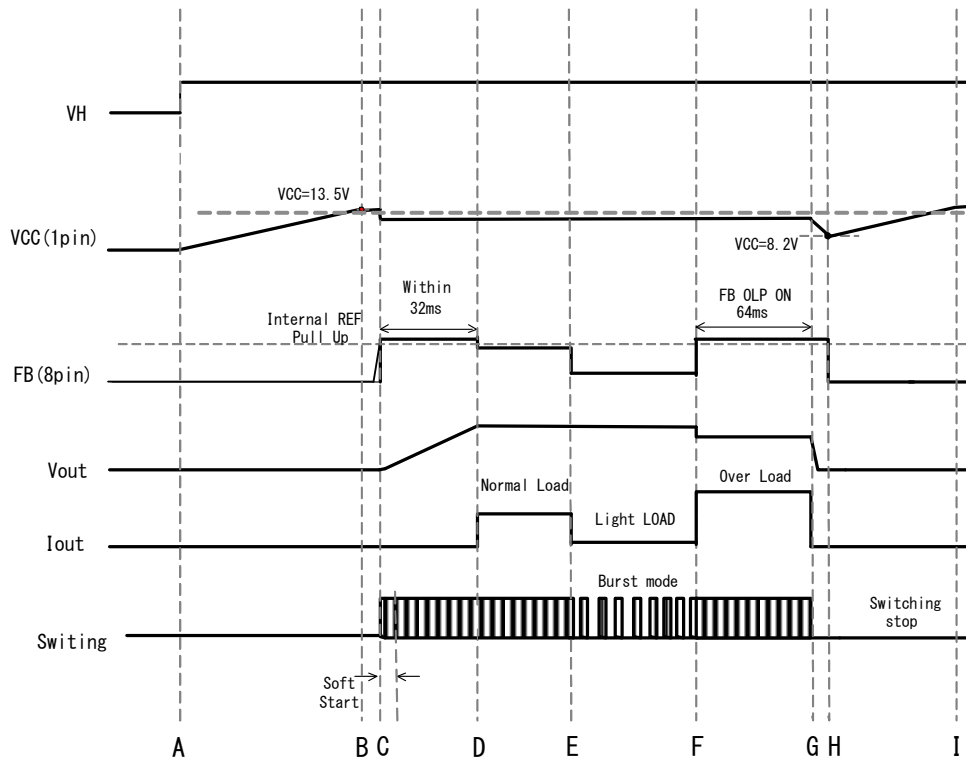 VH
VCC=13.5V
VCC(1pin)
VCC=8.2V
Within
32ms
FB OLP ON
64ms
Internal REF
Pull Up
FB(8pin)
Vout
Normal Load
Over Load
Light LOAD
Iout
Burst mode
Switching
stop
Switing
Soft
Start
A B C D E F G H I